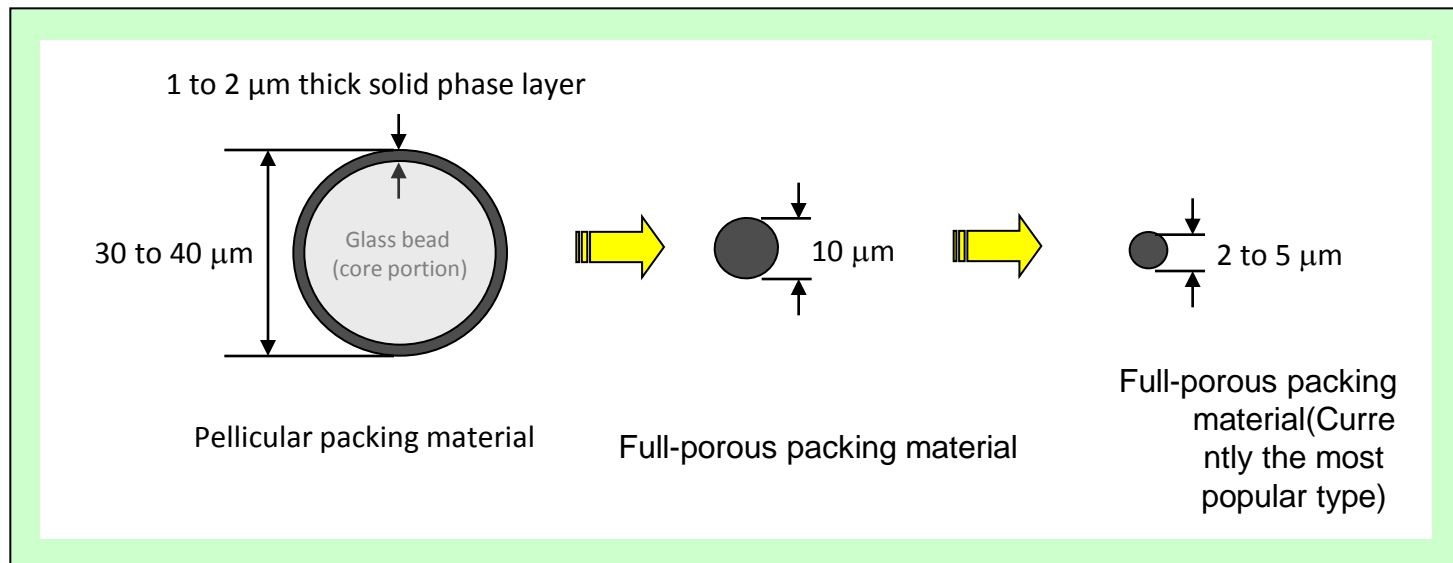 1 to 2 μm thick solid phase layer
30 to 40 μm
Glass bead
(core portion)
10 μm
2 to 5 μm
Pellicular packing material
Full-porous packing material
Full-porous packing
material(Curre
ntly the most
popular type)